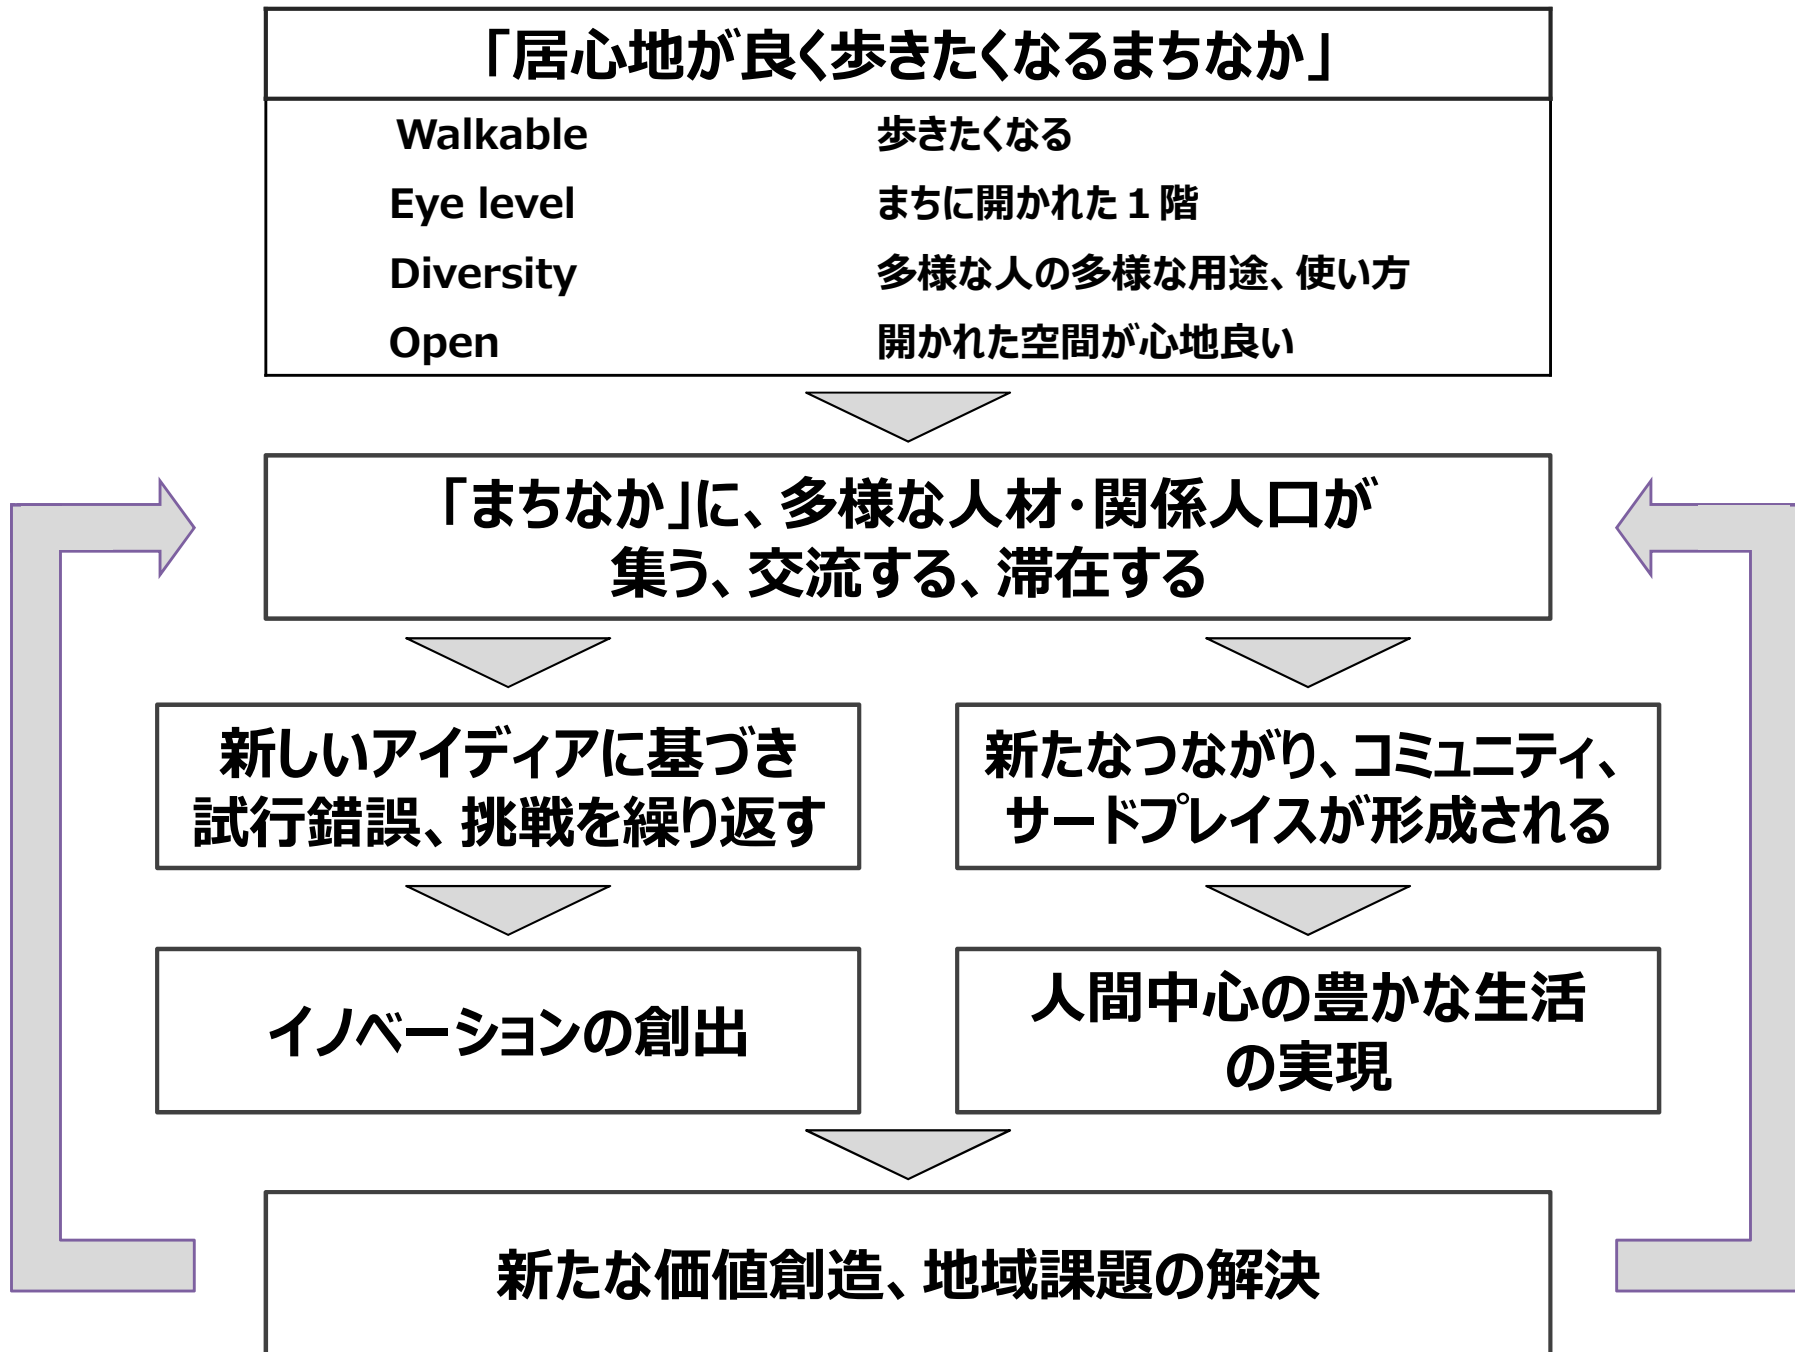 「居心地が良く歩きたくなるまちなか」
Walkable 歩きたくなる
Eye level まちに開かれた１階
Diversity 多様な人の多様な用途、使い方
Open 開かれた空間が心地良い
「まちなか」に、多様な人材・関係人口が
集う、交流する、滞在する
新しいアイディアに基づき
試行錯誤、挑戦を繰り返す
新たなつながり、コミュニティ、
サードプレイスが形成される
イノベーションの創出
人間中心の豊かな生活
の実現
新たな価値創造、地域課題の解決